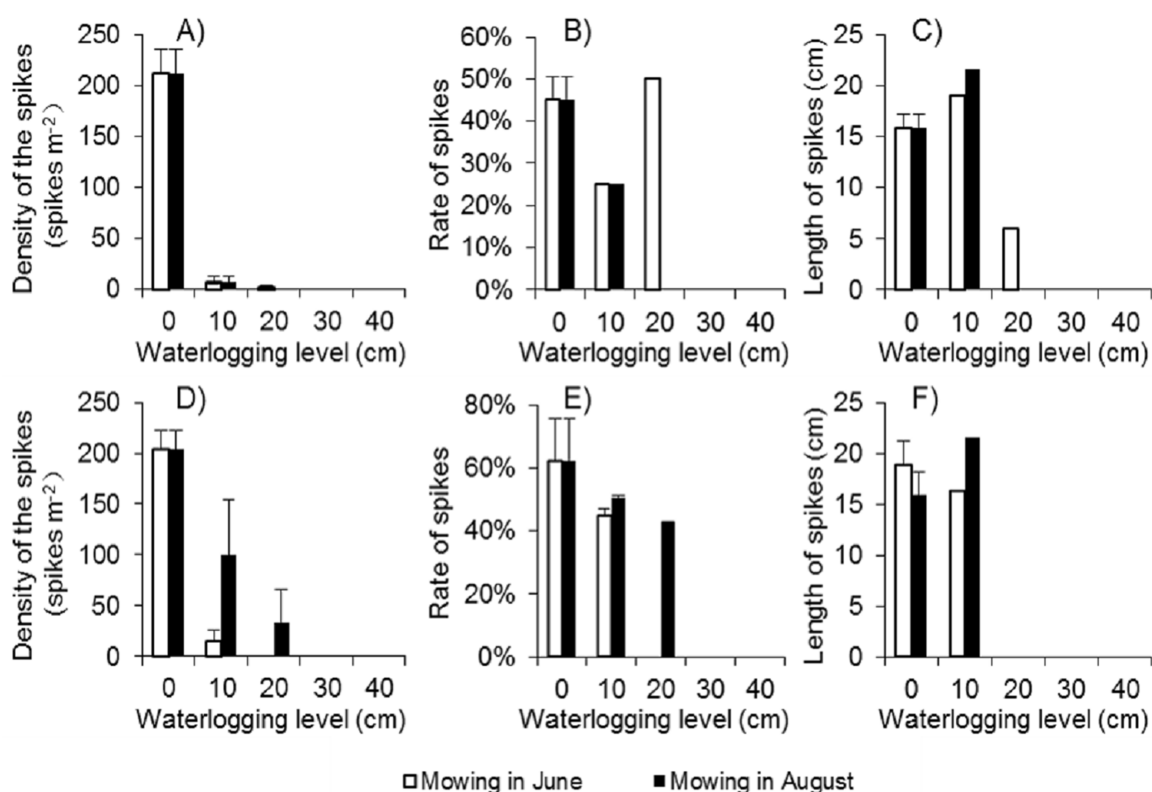 A)
Density of the spikes
(spikes m⁻²)
250
200
150
100
50
0
0 10 20 30 40
Waterlogging level (cm)
B)
Rate of spikes
60%
50%
40%
30%
20%
10%
0%
0 10 20 30 40
Waterlogging level (cm)
C)
Length of spikes (cm)
25
20
15
10
5
0
0 10 20 30 40
Waterlogging level (cm)
D)
Density of the spikes
(spikes m⁻²)
250
200
150
100
50
0
0 10 20 30 40
Waterlogging level (cm)
E)
Rate of spikes
80%
60%
40%
20%
0%
0 10 20 30 40
Waterlogging level (cm)
F)
Length of spikes (cm)
25
20
15
10
5
0
0 10 20 30 40
Waterlogging level (cm)
Mowing in June Mowing in August